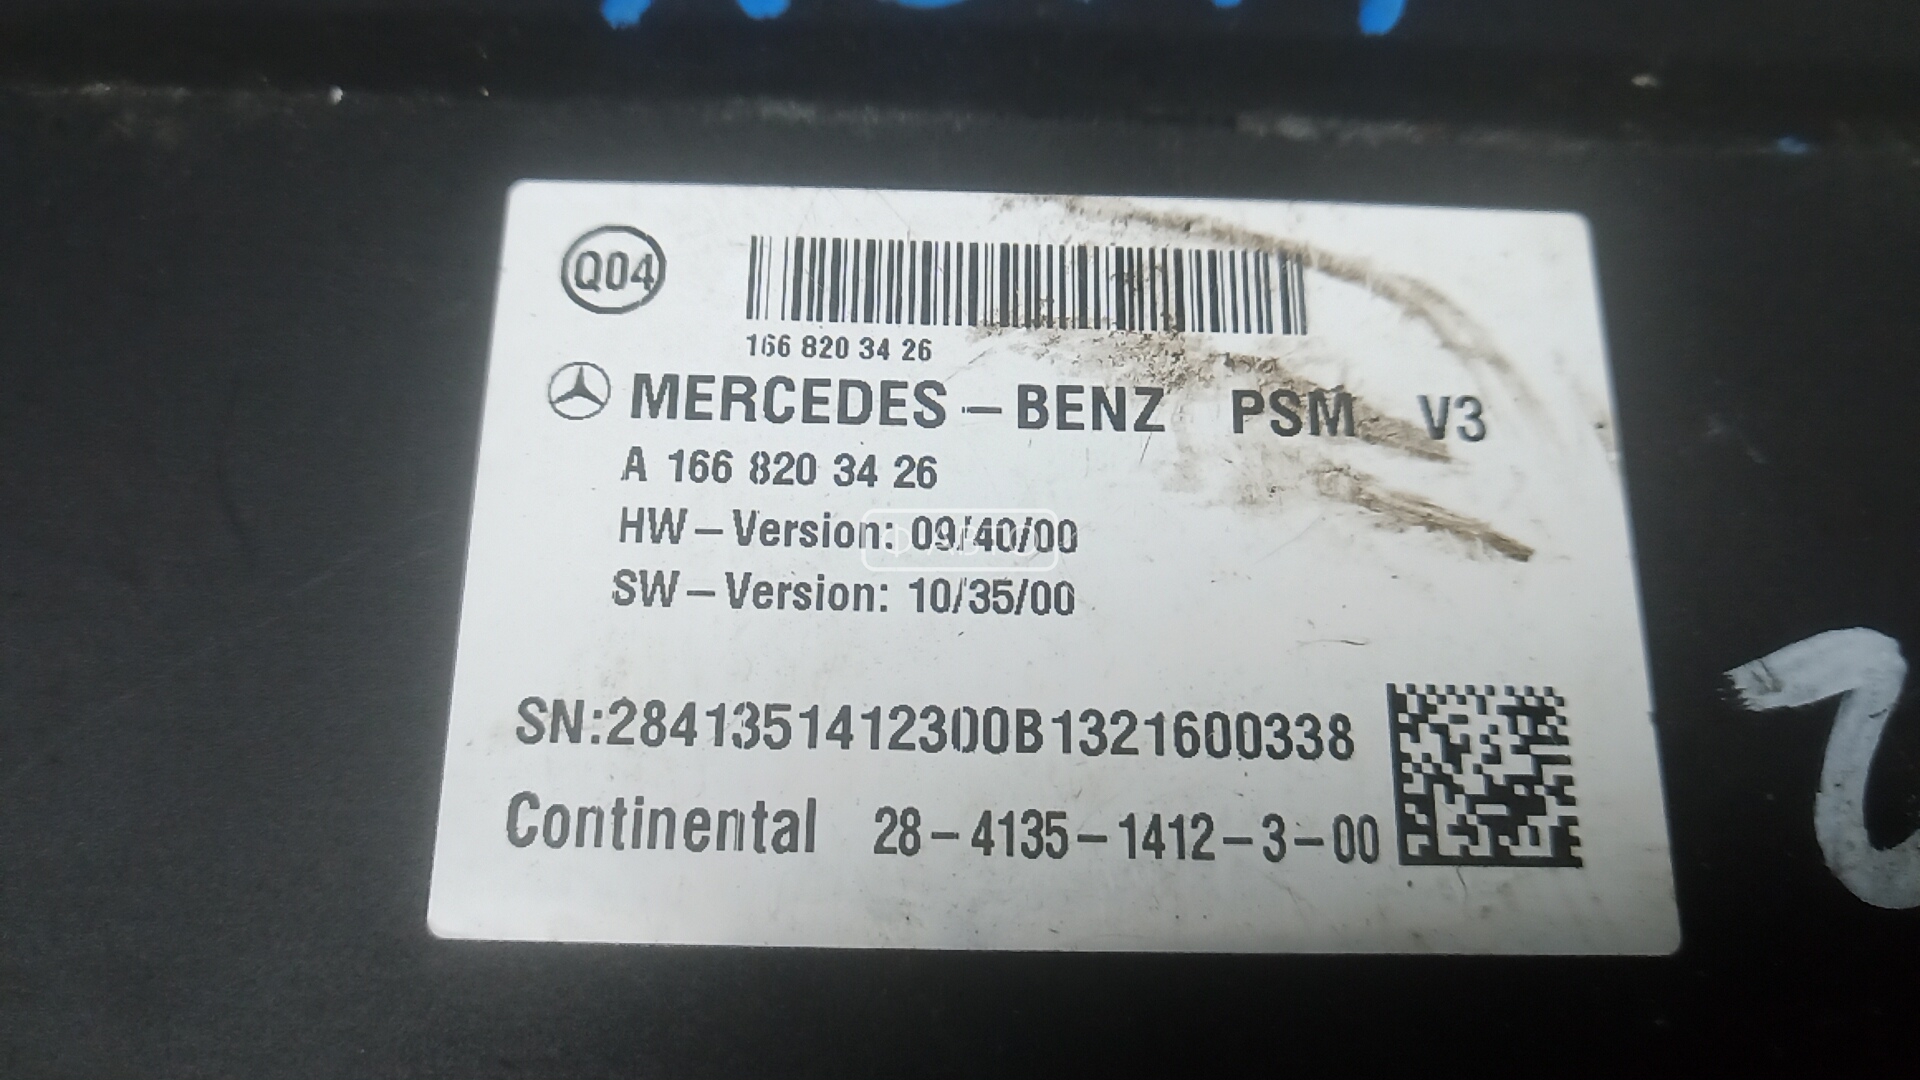 Q04
166 820 34 26
MERCEDES-BENZ PSM V3
A 166 820 34 26
HW-Version: 09/40/00
SW-Version: 10/35/00
SN:2841351412300B1321600338
Continental 28-4135-1412-3-00